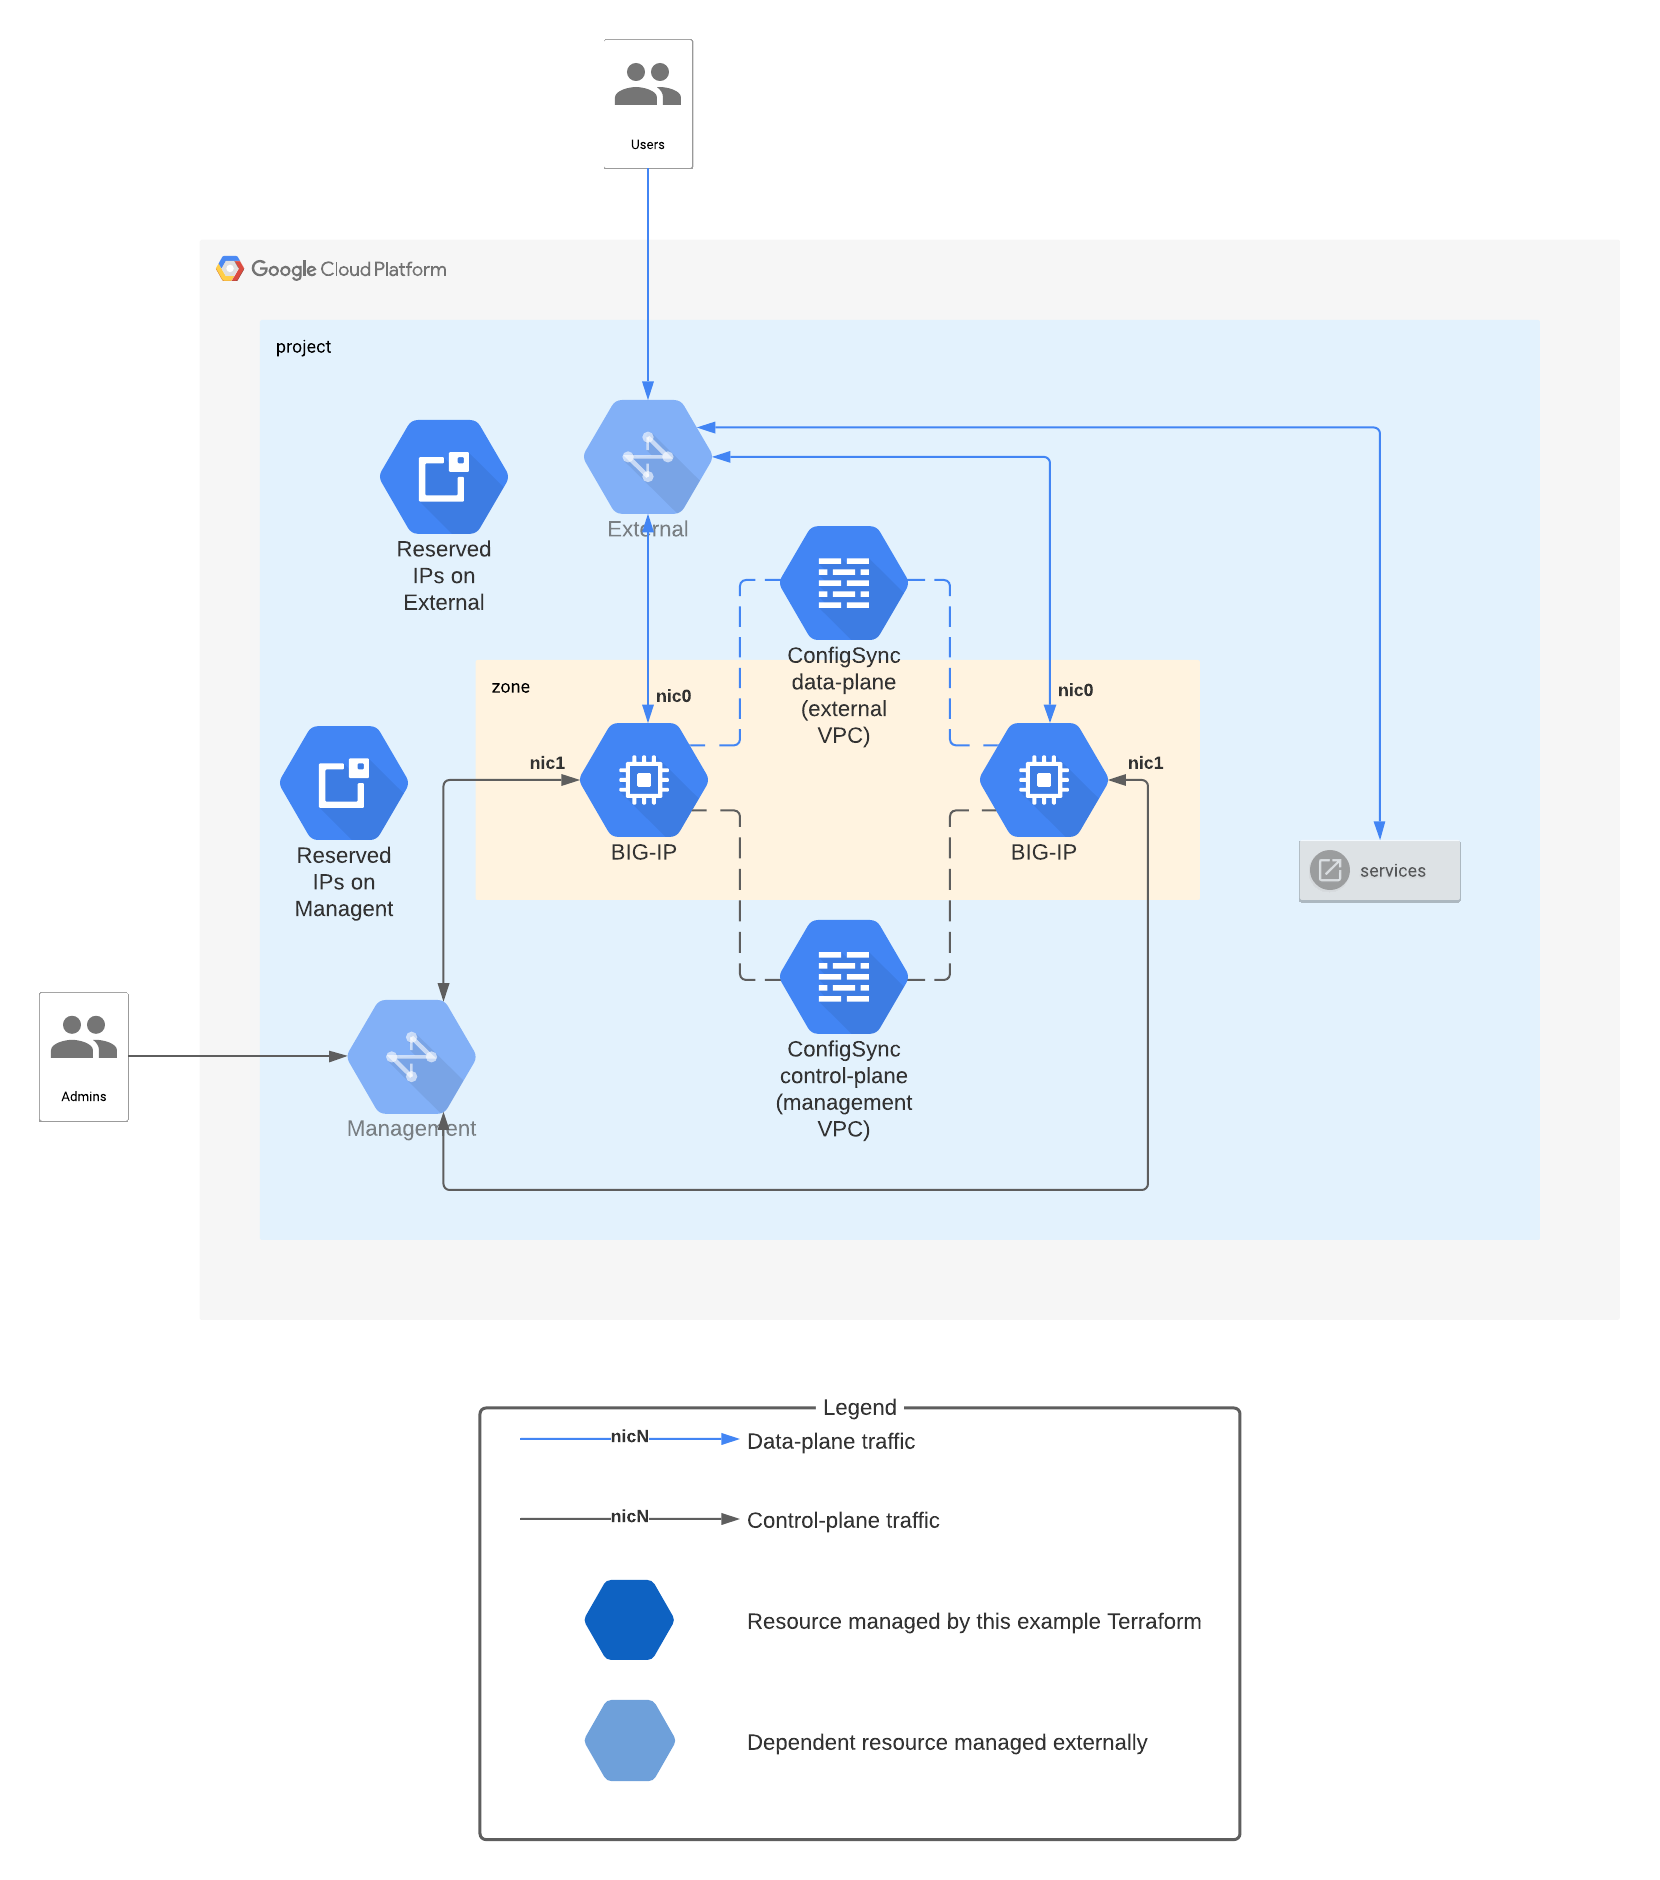 Users
Google Cloud Platform
project
External
Reserved
IPs on
External
ConfigSync
data-plane
(external
VPC)
zone
nic0
nic0
nic1
nic1
BIG-IP
BIG-IP
Reserved
IPs on
Managent
services
Admins
Management
ConfigSync
control-plane
(management
VPC)
Legend
nicN
Data-plane traffic
nicN
Control-plane traffic
Resource managed by this example Terraform
Dependent resource managed externally